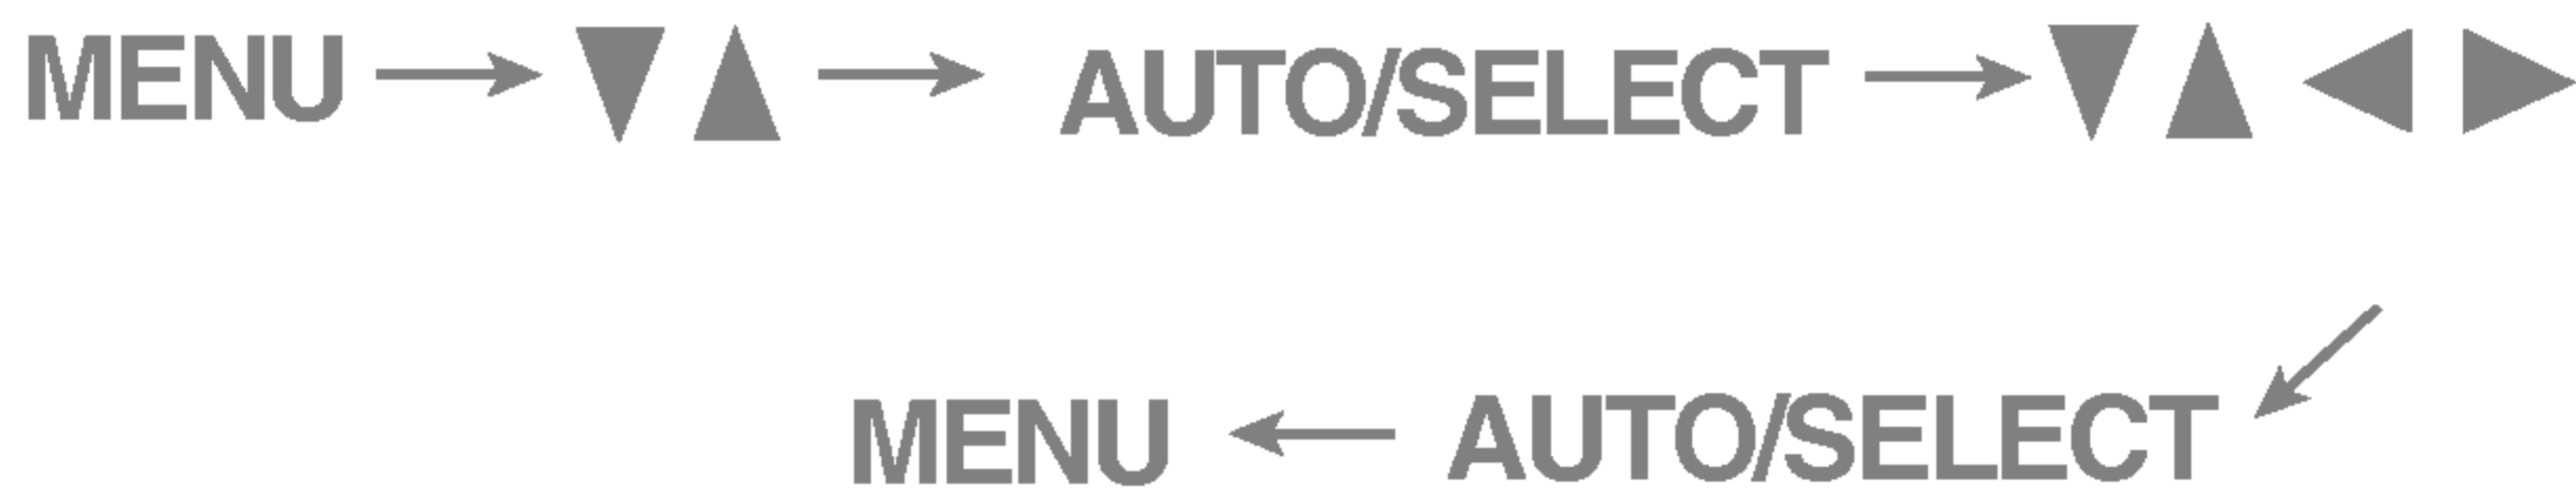 MENU → ▼ ▲ → AUTO/SELECT → ▼ ▲ ◀ ▶
MENU ← AUTO/SELECT ↙